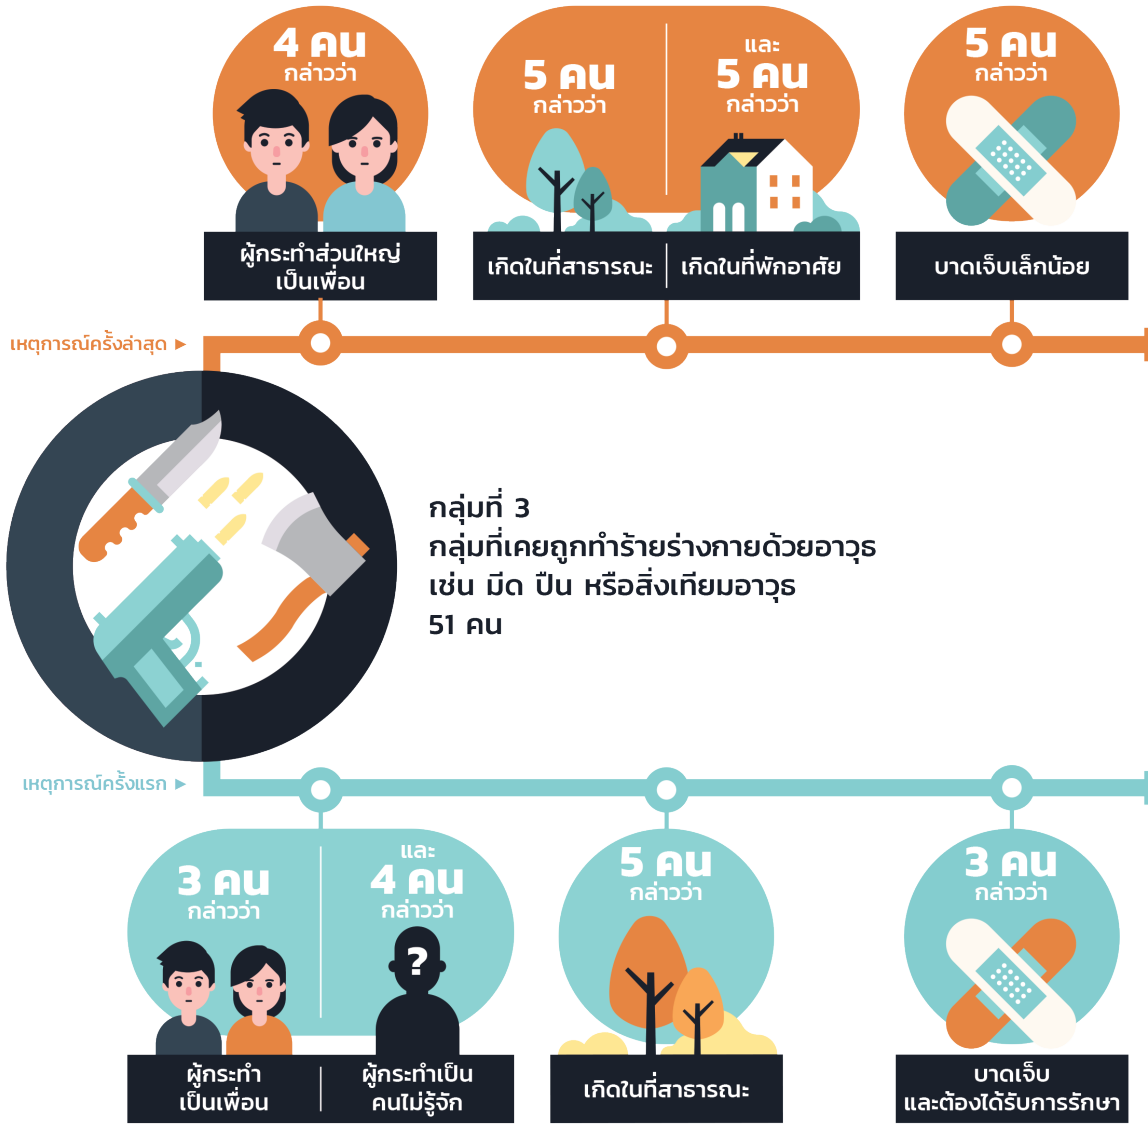 4 คน
กล่าวว่า
ผู้กระทำส่วนใหญ่
เป็นเพื่อน
5 คน
กล่าวว่า
เกิดในที่สาธารณะ
และ
5 คน
กล่าวว่า
เกิดในที่พักอาศัย
5 คน
กล่าวว่า
บาดเจ็บเล็กน้อย
เหตุการณ์ครั้งล่าสุด ►
กลุ่มที่ 3
กลุ่มที่เคยถูกทำร้ายร่างกายด้วยอาวุธ
เช่น มีด ปืน หรือสิ่งเทียมอาวุธ
51 คน
เหตุการณ์ครั้งแรก ►
3 คน
กล่าวว่า
ผู้กระทำ
เป็นเพื่อน
และ
4 คน
กล่าวว่า
?
ผู้กระทำเป็น
คนไม่รู้จัก
5 คน
กล่าวว่า
เกิดในที่สาธารณะ
3 คน
กล่าวว่า
บาดเจ็บ
และต้องได้รับการรักษา